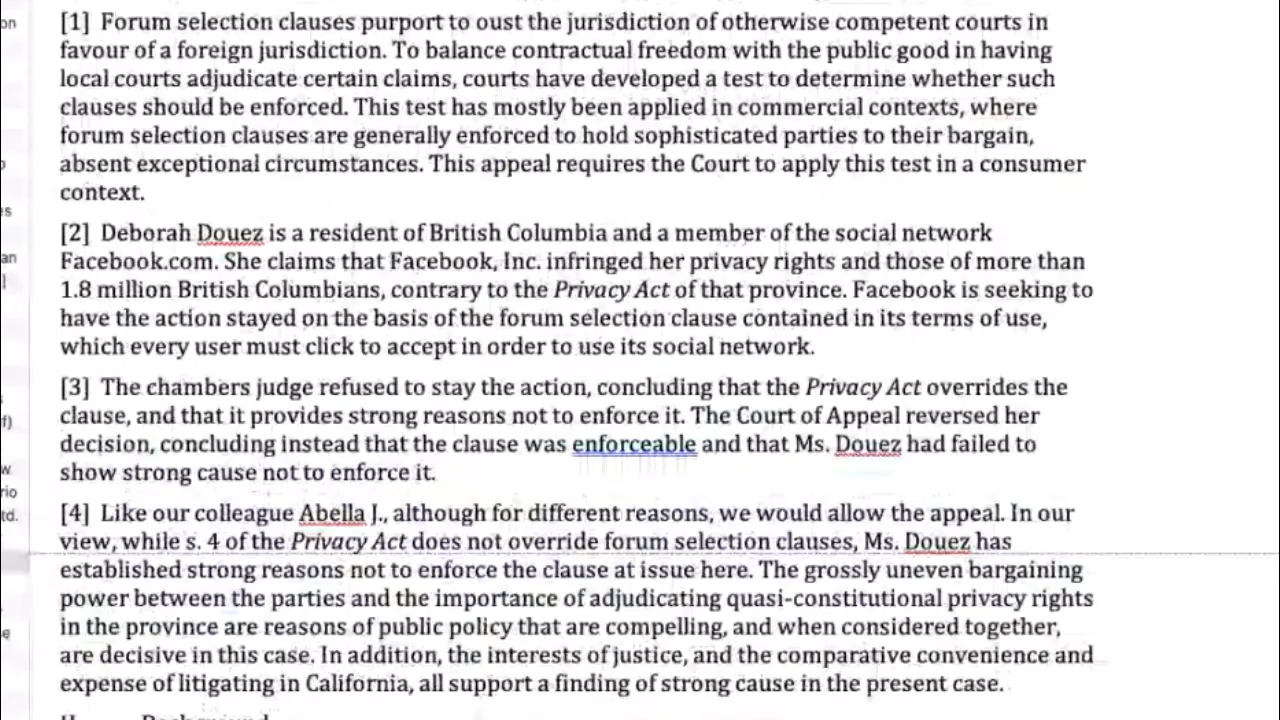 on
[1] Forum selection clauses purport to oust the jurisdiction of otherwise competent courts in
favour of a foreign jurisdiction. To balance contractual freedom with the public good in having
local courts adjudicate certain claims, courts have developed a test to determine whether such
clauses should be enforced. This test has mostly been applied in commercial contexts, where
forum selection clauses are generally enforced to hold sophisticated parties to their bargain,
absent exceptional circumstances. This appeal requires the Court to apply this test in a consumer
context.
es
[2] Deborah Douez is a resident of British Columbia and a member of the social network
an
Facebook.com. She claims that Facebook, Inc. infringed her privacy rights and those of more than
1.8 million British Columbians, contrary to the Privacy Act of that province. Facebook is seeking to
have the action stayed on the basis of the forum selection clause contained in its terms of use,
which every user must click to accept in order to use its social network.
[3] The chambers judge refused to stay the action, concluding that the Privacy Act overrides the
f)
clause, and that it provides strong reasons not to enforce it. The Court of Appeal reversed her
decision, concluding instead that the clause was enforceable and that Ms. Douez had failed to
w
show strong cause not to enforce it.
rio
td.
[4] Like our colleague Abella J., although for different reasons, we would allow the appeal. In our
view, while s. 4 of the Privacy Act does not override forum selection clauses, Ms. Douez has
established strong reasons not to enforce the clause at issue here. The grossly uneven bargaining
power between the parties and the importance of adjudicating quasi-constitutional privacy rights
in the province are reasons of public policy that are compelling, and when considered together,
are decisive in this case. In addition, the interests of justice, and the comparative convenience and
expense of litigating in California, all support a finding of strong cause in the present case.